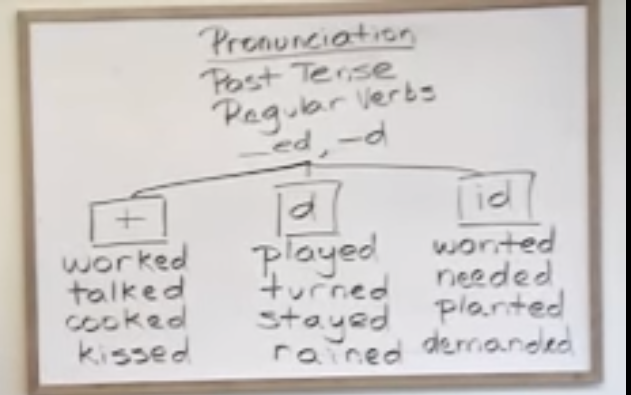 Pronunciation
Past Tense
Regular Verbs
-ed, -d
t d id
worked played wanted
talked turned needed
cooked stayed planted
kissed rained demanded